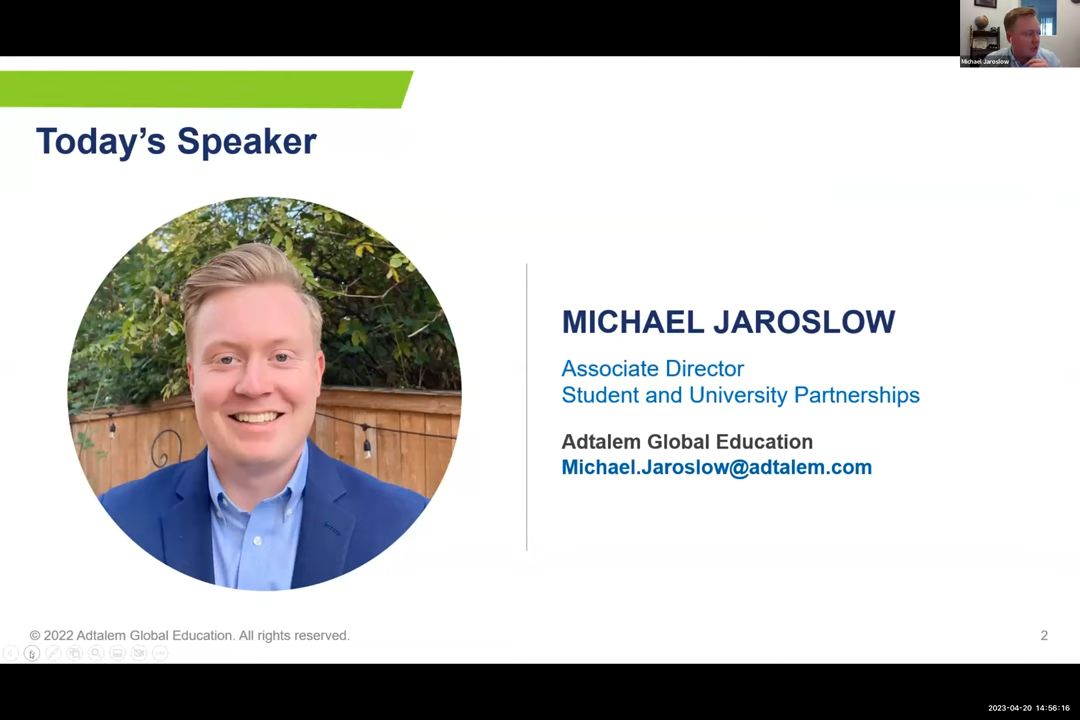 Michael Jaroslow
Today's Speaker
MICHAEL JAROSLOW
Associate Director
Student and University Partnerships
Adtalem Global Education
Michael.Jaroslow@adtalem.com
© 2022 Adtalem Global Education. All rights reserved.
2
2023-04-20 14:56:16